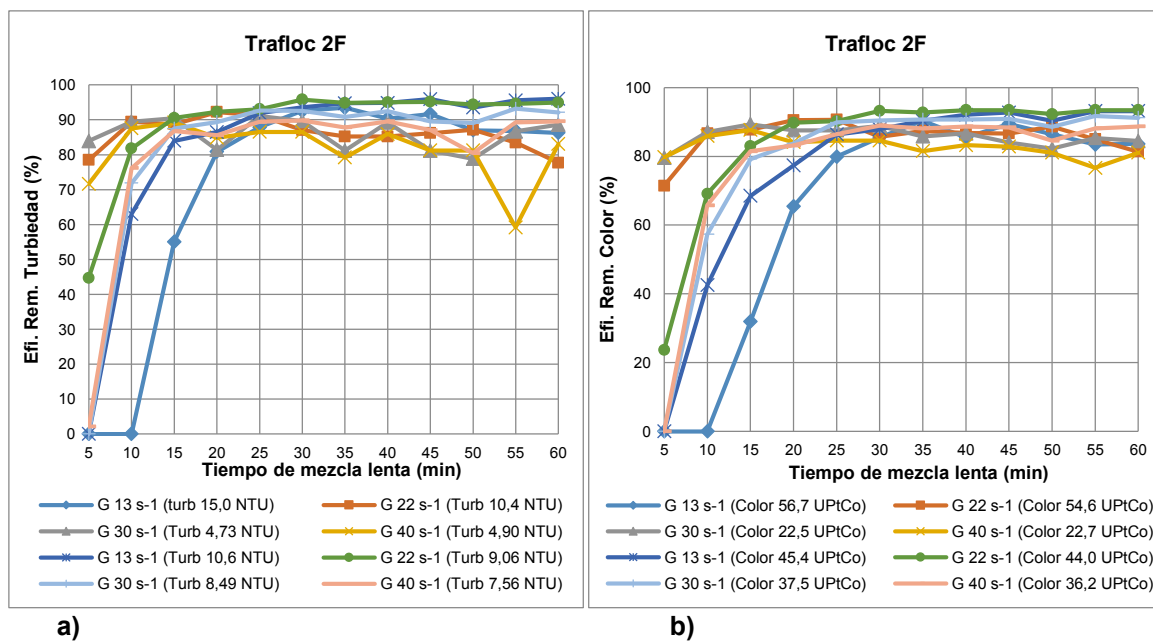 Trafloc 2F
Efi. Rem. Turbiedad (%)
100
90
80
70
60
50
40
30
20
10
0
5 10 15 20 25 30 35 40 45 50 55 60
Tiempo de mezcla lenta (min)
G 13 s-1 (turb 15,0 NTU)
G 22 s-1 (Turb 10,4 NTU)
G 30 s-1 (Turb 4,73 NTU)
G 40 s-1 (Turb 4,90 NTU)
G 13 s-1 (Turb 10,6 NTU)
G 22 s-1 (Turb 9,06 NTU)
G 30 s-1 (Turb 8,49 NTU)
G 40 s-1 (Turb 7,56 NTU)
a)
Trafloc 2F
Efi. Rem. Color (%)
100
80
60
40
20
0
5 10 15 20 25 30 35 40 45 50 55 60
Tiempo de mezcla lenta (min)
G 13 s-1 (Color 56,7 UPtCo)
G 22 s-1 (Color 54,6 UPtCo)
G 30 s-1 (Color 22,5 UPtCo)
G 40 s-1 (Color 22,7 UPtCo)
G 13 s-1 (Color 45,4 UPtCo)
G 22 s-1 (Color 44,0 UPtCo)
G 30 s-1 (Color 37,5 UPtCo)
G 40 s-1 (Color 36,2 UPtCo)
b)